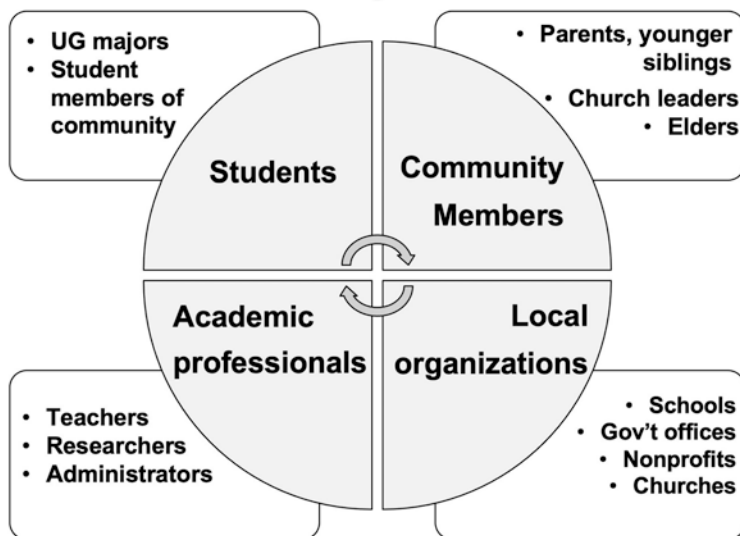 • UG majors
• Student
members of
community
• Parents, younger
siblings
• Church leaders
• Elders
Students
Community
Members
Academic
professionals
Local
organizations
• Teachers
• Researchers
• Administrators
• Schools
• Gov't offices
• Nonprofits
• Churches